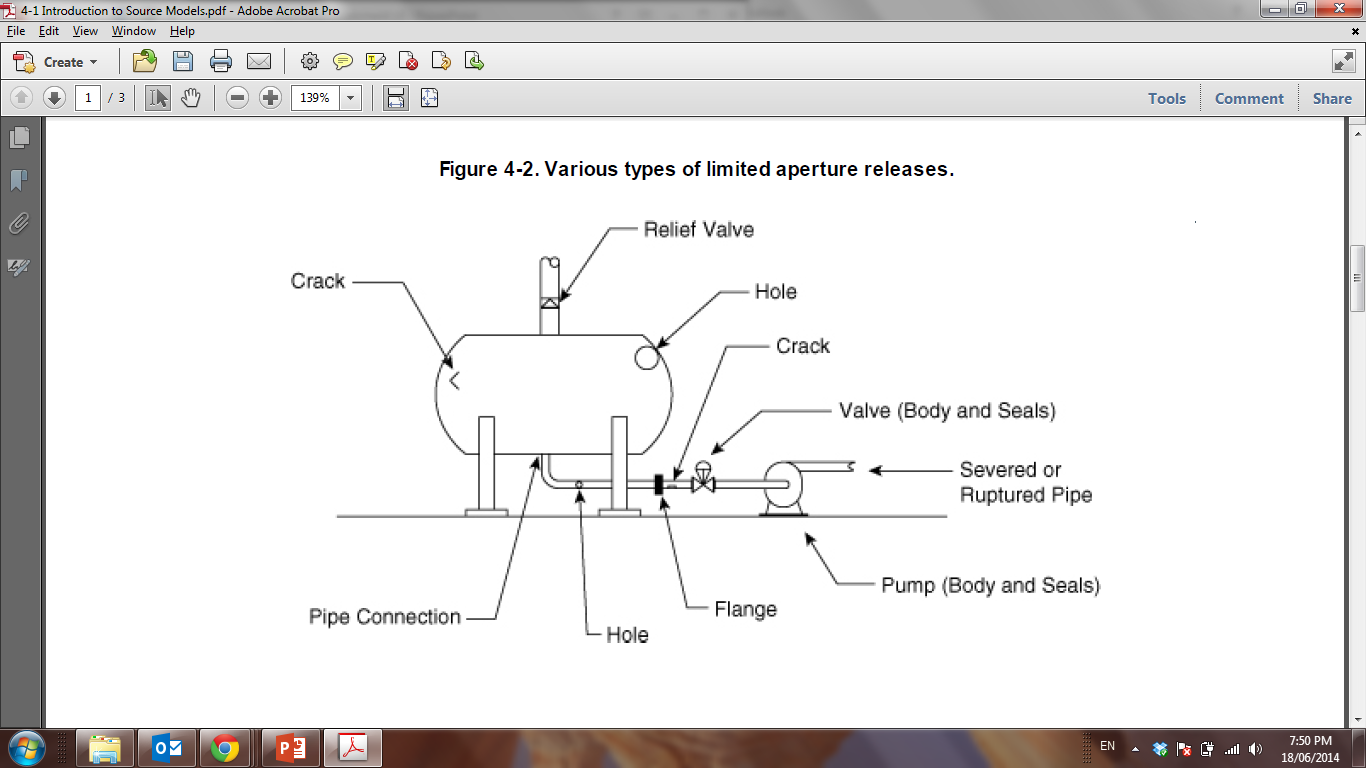 4-1 Introduction to Source Models.pdf - Adobe Acrobat Pro
File Edit View Window Help
Create
1 / 3 139% Tools Comment Share
Figure 4-2. Various types of limited aperture releases.
Relief Valve
Crack
Hole
Crack
Valve (Body and Seals)
Severed or
Ruptured Pipe
Pump (Body and Seals)
Flange
Pipe Connection
Hole
EN
7:50 PM
18/06/2014